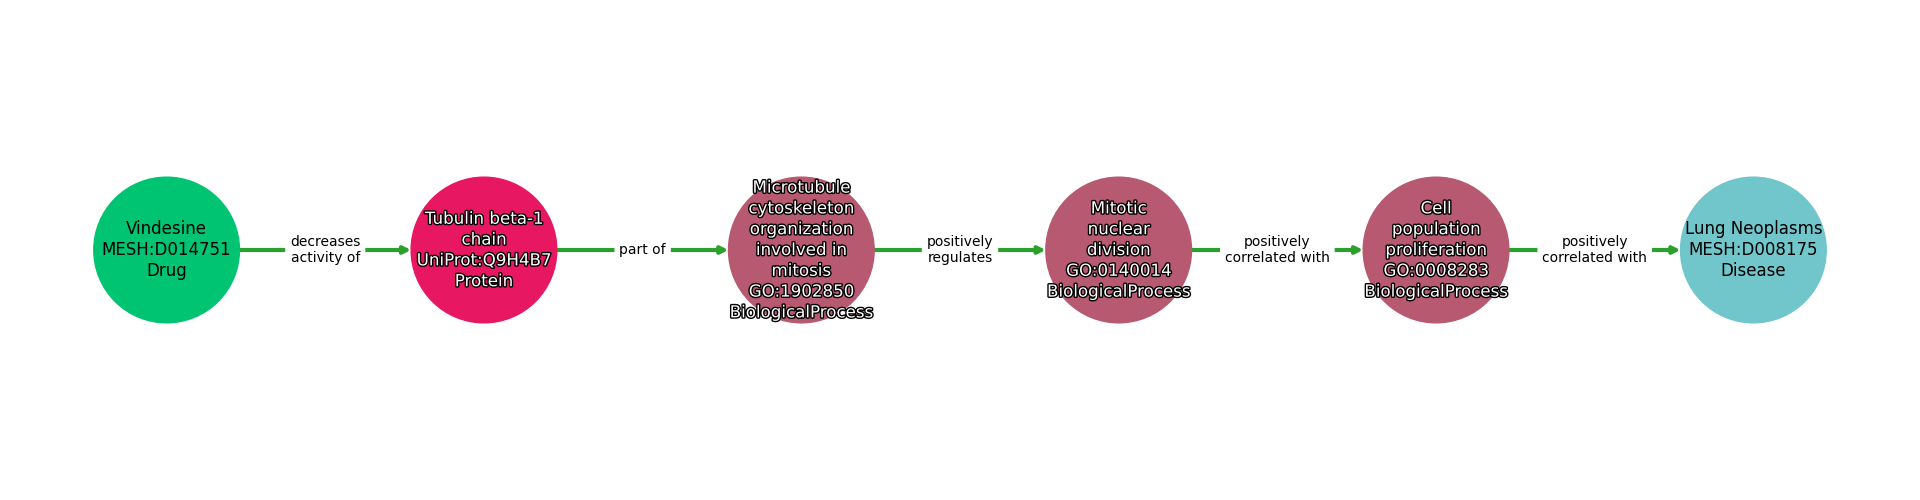 Vindesine
MESH:D014751
Drug
decreases
activity of
Tubulin beta-1
chain
UniProt:Q9H4B7
Protein
part of
Microtubule
cytoskeleton
organization
involved in
mitosis
GO:1902850
BiologicalProcess
positively
regulates
Mitotic
nuclear
division
GO:0140014
BiologicalProcess
positively
correlated with
Cell
population
proliferation
GO:0008283
BiologicalProcess
positively
correlated with
Lung Neoplasms
MESH:D008175
Disease